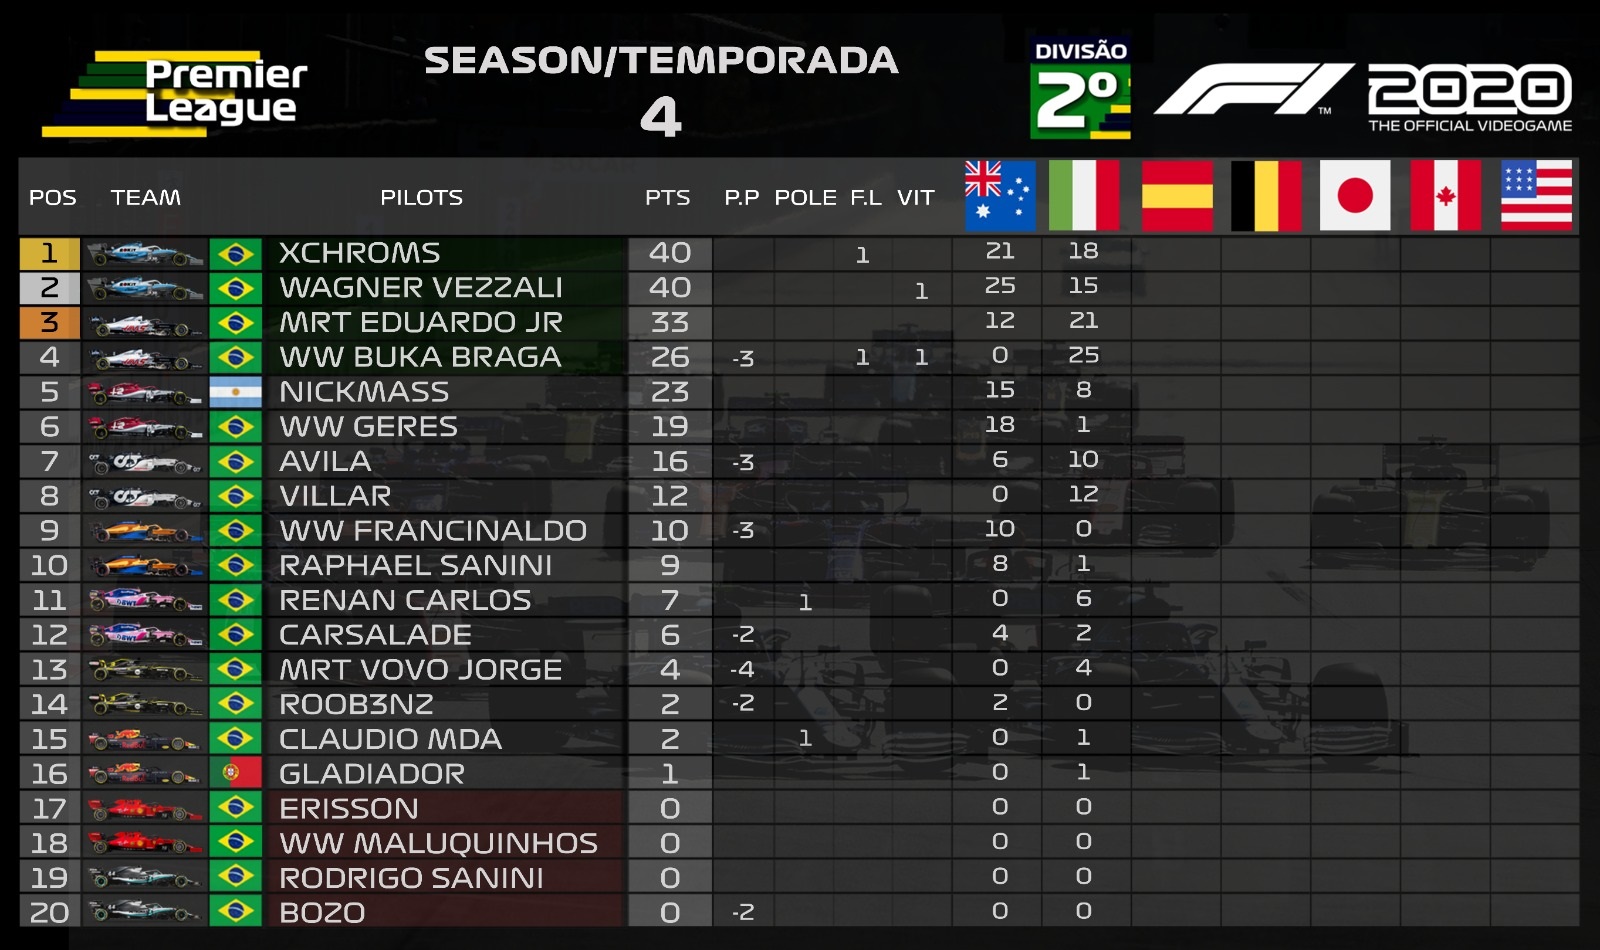 Premier
League
SEASON/TEMPORADA
4
DIVISÃO
2º
F1 TM 2020
THE OFFICIAL VIDEOGAME
POS TEAM PILOTS PTS P.P POLE F.L VIT
1 XCHROMS 40 1 21 18
2 WAGNER VEZZALI 40 1 25 15
3 MRT EDUARDO JR 33 12 21
4 WW BUKA BRAGA 26 -3 1 1 0 25
5 NICKMASS 23 15 8
6 WW GERES 19 18 1
7 AVILA 16 -3 6 10
8 VILLAR 12 0 12
9 WW FRANCINALDO 10 -3 10 0
10 RAPHAEL SANINI 9 8 1
11 RENAN CARLOS 7 1 0 6
12 CARSALADE 6 -2 4 2
13 MRT VOVO JORGE 4 -4 0 4
14 ROOB3NZ 2 -2 2 0
15 CLAUDIO MDA 2 1 0 1
16 GLADIADOR 1 0 1
17 ERISSON 0 0 0
18 WW MALUQUINHOS 0 0 0
19 RODRIGO SANINI 0 0 0
20 BOZO 0 -2 0 0